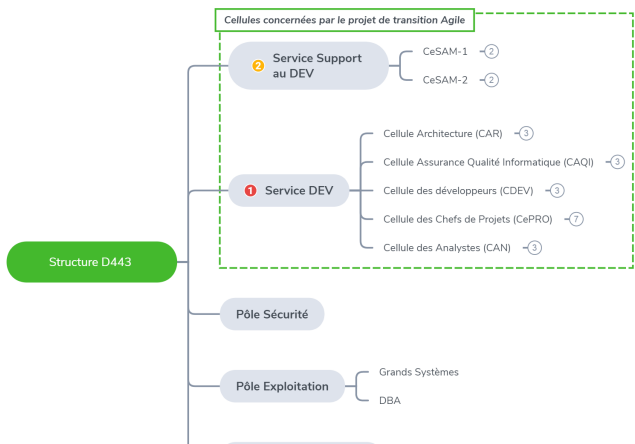 Cellules concernées par le projet de transition Agile
2 Service Support
au DEV
CeSAM-1 2
CeSAM-2 2
1 Service DEV
Cellule Architecture (CAR) 3
Cellule Assurance Qualité Informatique (CAQI) 3
Cellule des développeurs (CDEV) 3
Cellule des Chefs de Projets (CePRO) 7
Cellule des Analystes (CAN) 3
Structure D443
Pôle Sécurité
Pôle Exploitation
Grands Systèmes
DBA